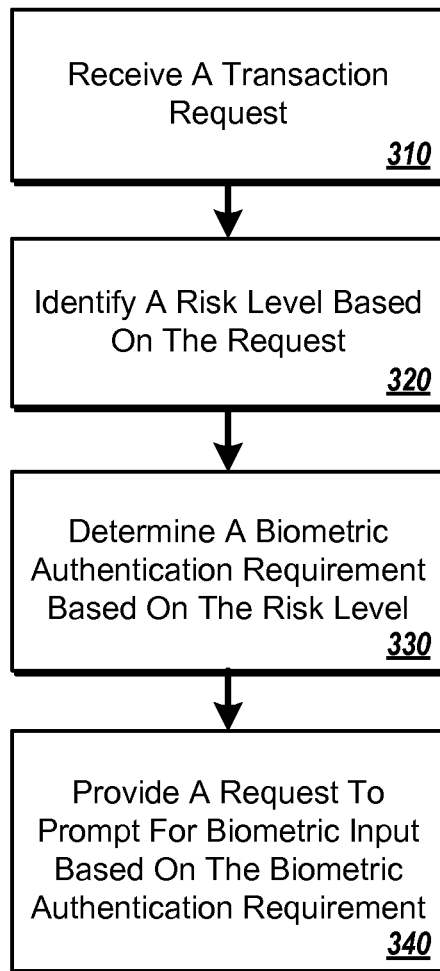 Receive A Transaction
Request
310
Identify A Risk Level Based
On The Request
320
Determine A Biometric
Authentication Requirement
Based On The Risk Level
330
Provide A Request To
Prompt For Biometric Input
Based On The Biometric
Authentication Requirement
340